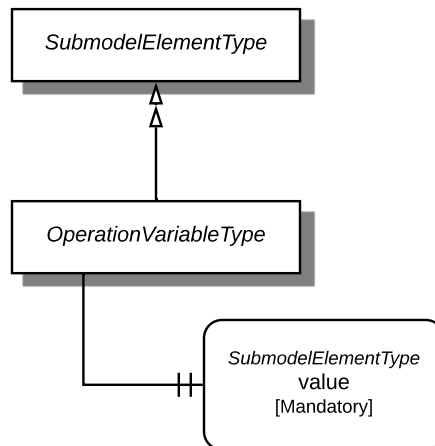 SubmodelElementType
OperationVariableType
SubmodelElementType
value
[Mandatory]